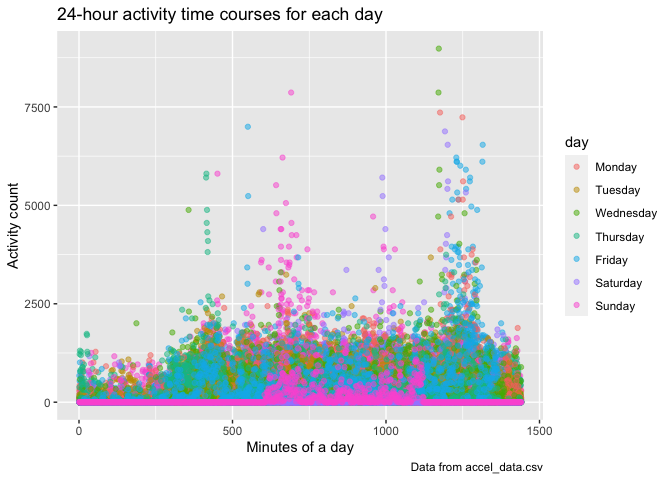 24-hour activity time courses for each day
7500
5000
2500
0
Activity count
0 500 1000 1500
Minutes of a day
day
Monday
Tuesday
Wednesday
Thursday
Friday
Saturday
Sunday
Data from accel_data.csv